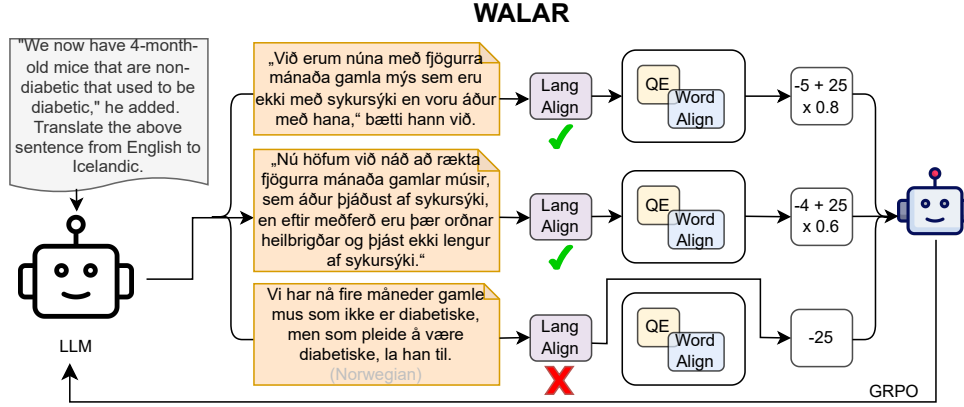 WALAR
"We now have 4-month-
old mice that are non-
diabetic that used to be
diabetic," he added.
Translate the above
sentence from English to
Icelandic.
LLM
„Við erum núna með fjögurra
mánaða gamla mýs sem eru
ekki með sykursýki en voru áður
með hana,“ bætti hann við.
Lang
Align
QE
Word
Align
-5 + 25
x 0.8
„Nú höfum við náð að rækta
fjögurra mánaða gamlar músir,
sem áður þjáðust af sykursýki,
en eftir meðferð eru þær orðnar
heilbrigðar og þjást ekki lengur
af sykursýki.“
Lang
Align
QE
Word
Align
-4 + 25
x 0.6
Vi har nå fire måneder gamle
mus som ikke er diabetiske,
men som pleide å være
diabetiske, la han til.
(Norwegian)
Lang
Align
QE
Word
Align
-25
GRPO